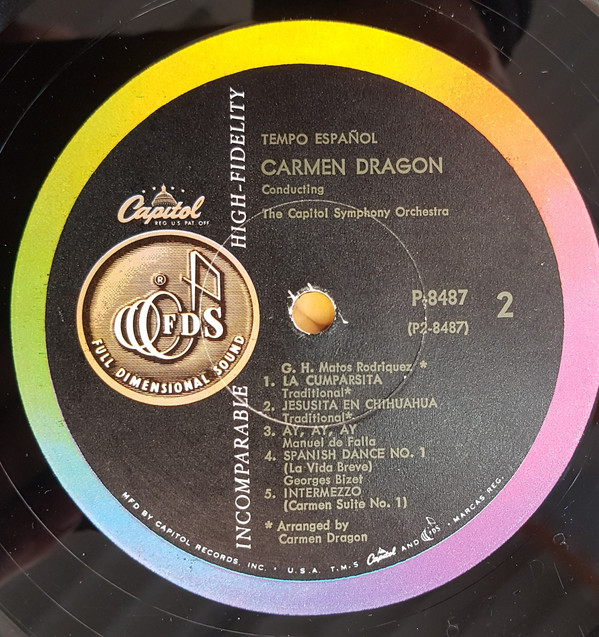 TEMPO ESPAÑOL
CARMEN DRAGON
Conducting
The Capitol Symphony Orchestra
INCOMPARABLE HIGH-FIDELITY
Capitol
REG. U.S. PAT. OFF.
®
FDS
FULL DIMENSIONAL SOUND
P-8487
2
(P2-8487)
G. H. Matos Rodriquez *
1. LA CUMPARSITA
Traditional*
2. JESUSITA EN CHIHUAHUA
Traditional*
3. AY, AY, AY
Manuel de Falla
4. SPANISH DANCE NO. 1
(La Vida Breve)
Georges Bizet
5. INTERMEZZO
(Carmen Suite No. 1)
* Arranged by
Carmen Dragon
MFD BY CAPITOL RECORDS, INC. • U.S.A. T.M.S Capitol AND FDS • MARCAS REG.